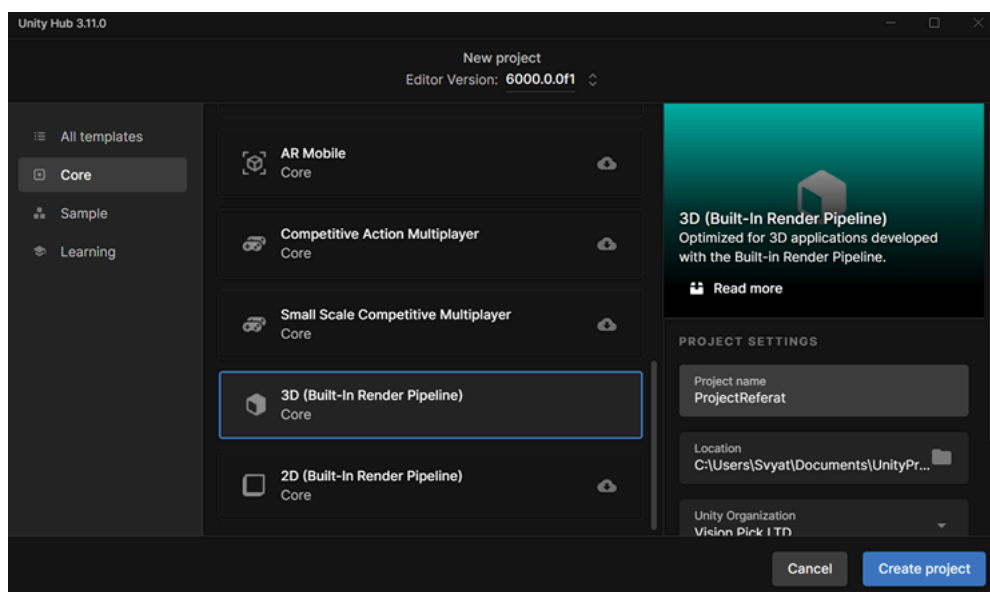 Unity Hub 3.11.0
New project
Editor Version: 6000.0.0f1
All templates
Core
Sample
Learning
AR Mobile
Core
Competitive Action Multiplayer
Core
Small Scale Competitive Multiplayer
Core
3D (Built-In Render Pipeline)
Core
2D (Built-In Render Pipeline)
Core
3D (Built-In Render Pipeline)
Optimized for 3D applications developed
with the Built-in Render Pipeline.
Read more
PROJECT SETTINGS
Project name
ProjectReferat
Location
C:\Users\Svyat\Documents\UnityPr...
Unity Organization
Vision Pick LTD
Cancel
Create project